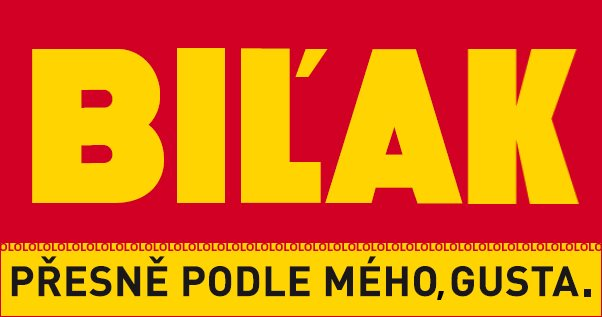 BIĽAK
LOLOLOLOLOLOLOLOLOLOLOLOLOLOLOLOLOLOLOLOLOLOLOLOLOLOLOLOLOLOLOLOLOLOLOLOLOLOLO
PŘESNĚ PODLE MÉHO,GUSTA.